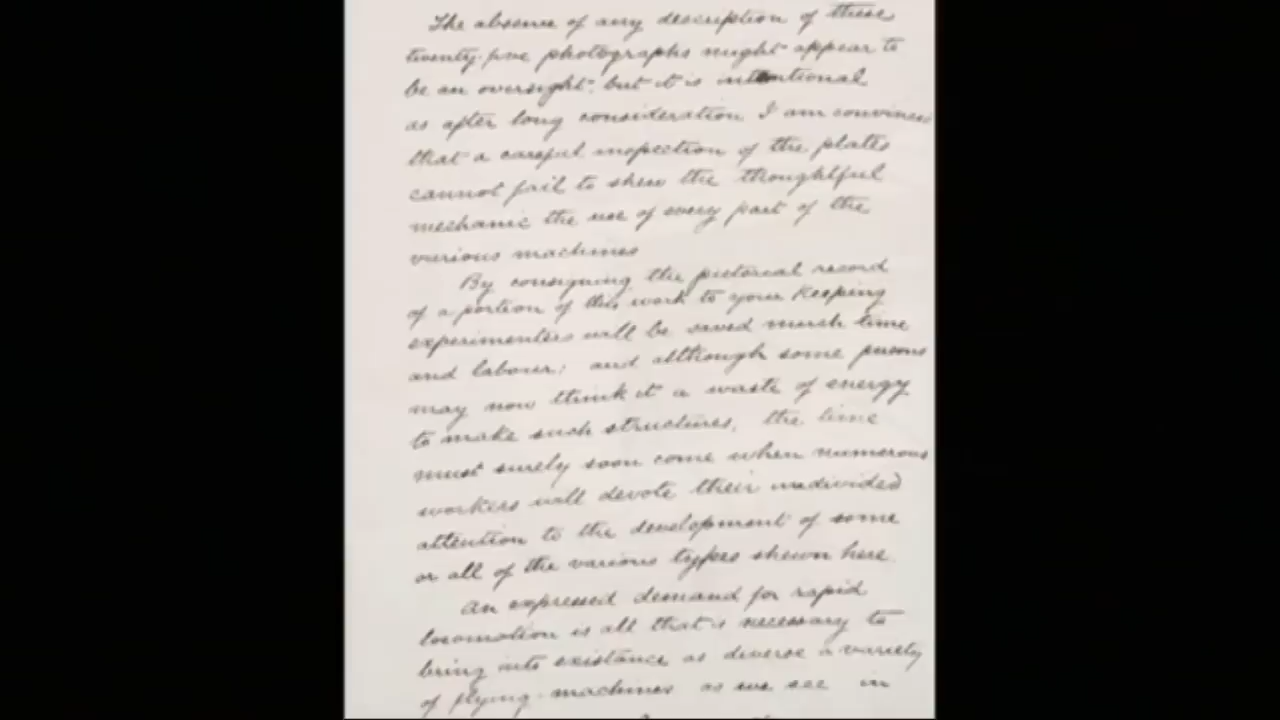 The absence of any description of these
twenty-five photographs might appear to
be an oversight: but it is intentional
as after long consideration I am convinced
that a careful inspection of the plates
cannot fail to shew the thoughtful
mechanic the use of every part of the
various machines
By consigning the pictorial record
of a portion of this work to your keeping
experimenters will be saved much time
and labour; and although some persons
may now think it a waste of energy
to make such structures, the time
must surely soon come when numerous
workers will devote their undivided
attention to the development of some
or all of the various types shewn here.
An expressed demand for rapid
locomotion is all that is necessary to
bring into existance as diverse a variety
of flying-machines as we see in